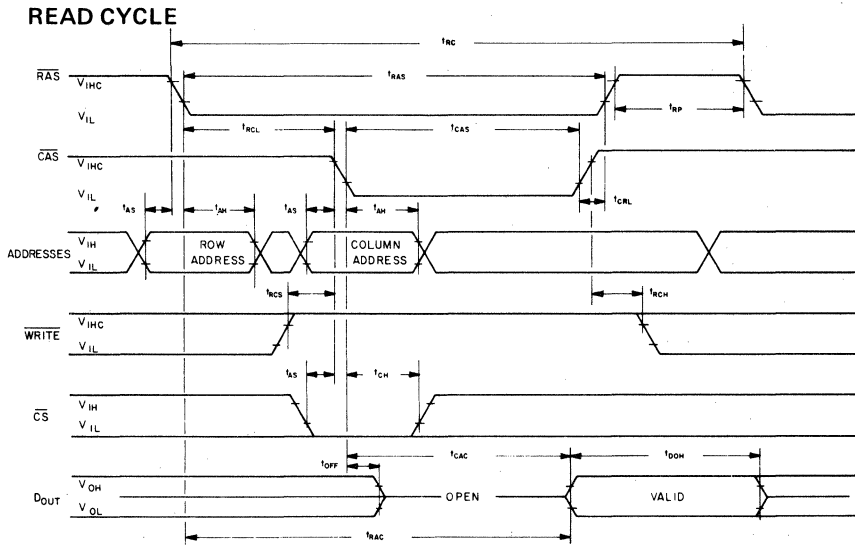 READ CYCLE
tRC
RAS VIHC tRAS
VIL tRP
tRCL tCAS
CAS VIHC
VIL
tAS tAH tAS tAH tCRL
ADDRESSES VIH ROW ADDRESS COLUMN ADDRESS
VIL
tRCS tRCH
WRITE VIHC
VIL
tAS tCH
CS VIH
VIL
tCAC tDOH
tOFF
DOUT VOH OPEN VALID
VOL
tRAC